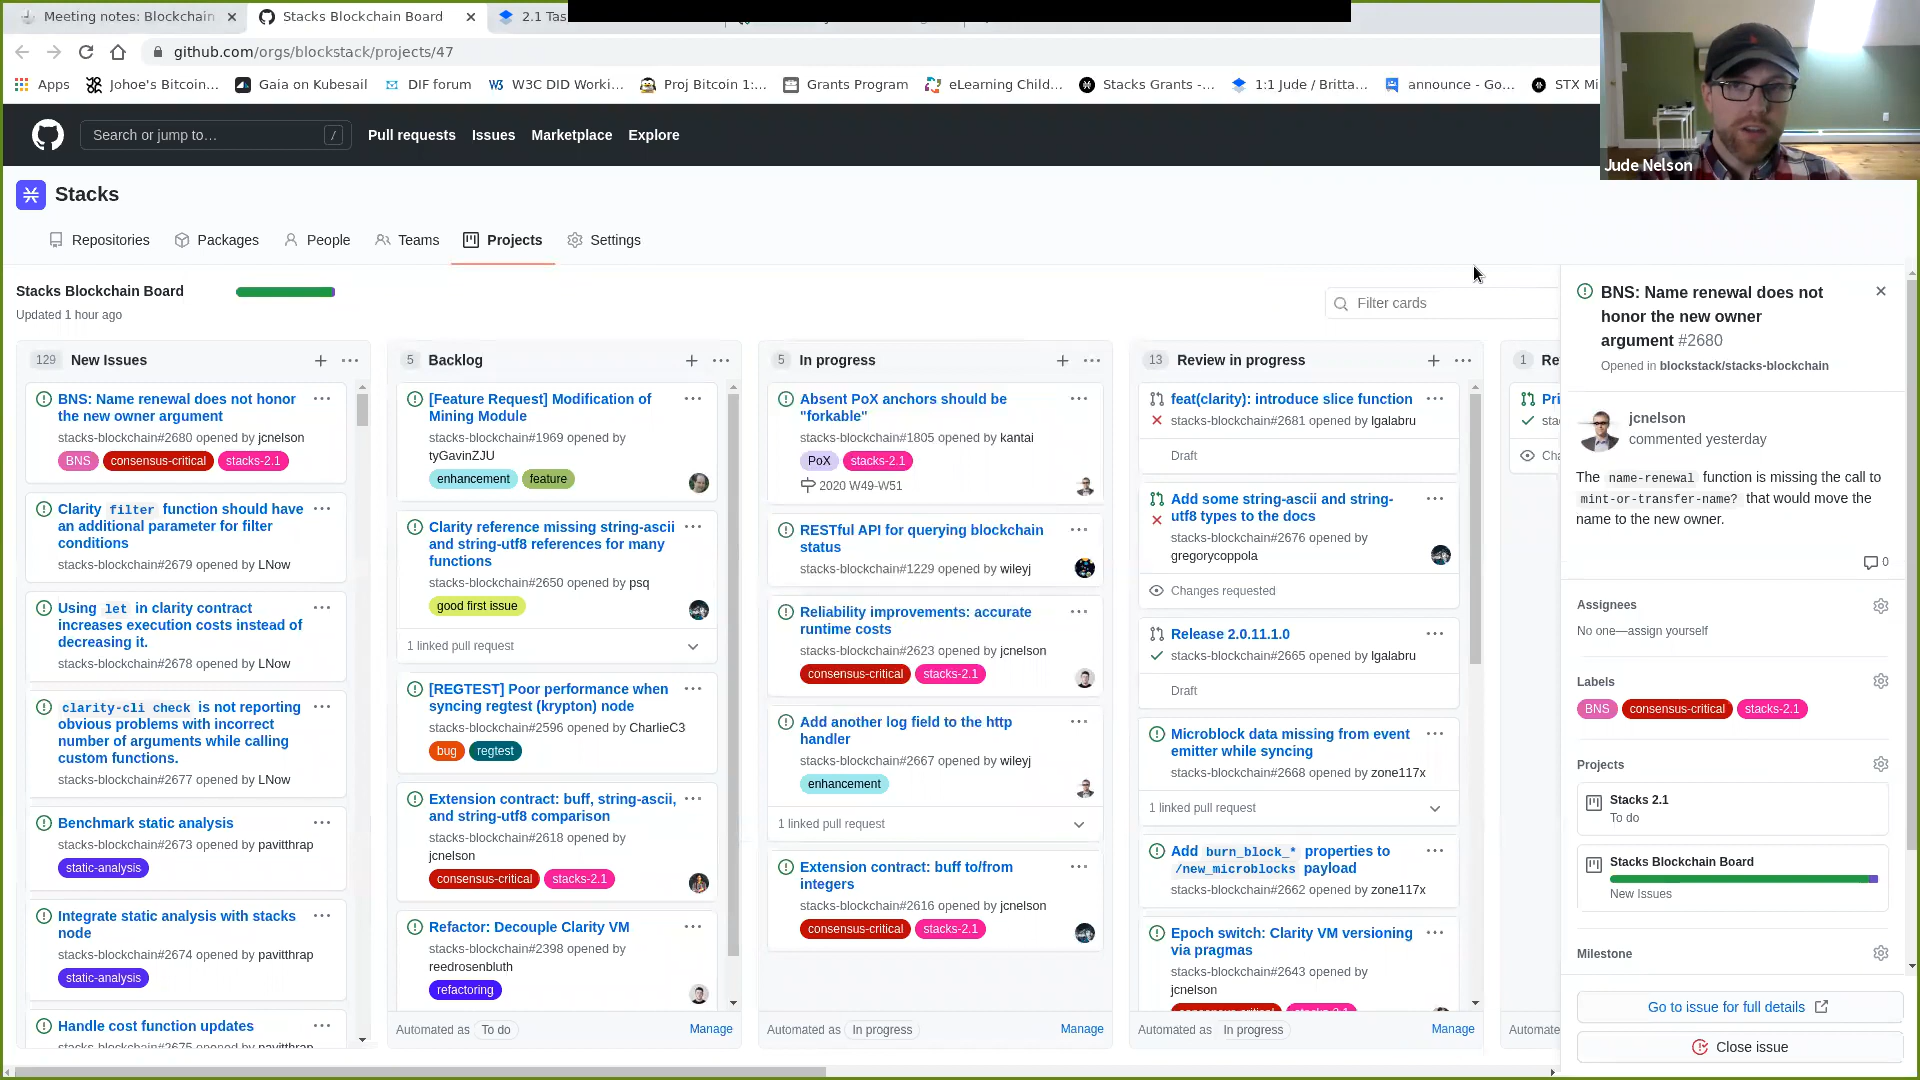 Meeting notes: Blockchain
Stacks Blockchain Board
2.1 Tas
github.com/orgs/blockstack/projects/47
Apps
Johoe's Bitcoin...
Gaia on Kubesail
DIF forum
W3C DID Worki...
Proj Bitcoin 1:...
Grants Program
eLearning Child...
Stacks Grants -...
1:1 Jude / Britta...
announce - Go...
STX Mi
Search or jump to…
/
Pull requests
Issues
Marketplace
Explore
Jude Nelson
Stacks
Repositories
Packages
People
Teams
Projects
Settings
Stacks Blockchain Board
Updated 1 hour ago
Filter cards
129 New Issues
BNS: Name renewal does not honor
the new owner argument
stacks-blockchain#2680 opened by jcnelson
BNS consensus-critical stacks-2.1
Clarity filter function should have
an additional parameter for filter
conditions
stacks-blockchain#2679 opened by LNow
Using let in clarity contract
increases execution costs instead of
decreasing it.
stacks-blockchain#2678 opened by LNow
clarity-cli check is not reporting
obvious problems with incorrect
number of arguments while calling
custom functions.
stacks-blockchain#2677 opened by LNow
Benchmark static analysis
stacks-blockchain#2673 opened by pavitthrap
static-analysis
Integrate static analysis with stacks
node
stacks-blockchain#2674 opened by pavitthrap
static-analysis
Handle cost function updates
stacks-blockchain#2675 opened by pavitthrap
5 Backlog
[Feature Request] Modification of
Mining Module
stacks-blockchain#1969 opened by
tyGavinZJU
enhancement feature
Clarity reference missing string-ascii
and string-utf8 references for many
functions
stacks-blockchain#2650 opened by psq
good first issue
1 linked pull request
[REGTEST] Poor performance when
syncing regtest (krypton) node
stacks-blockchain#2596 opened by CharlieC3
bug regtest
Extension contract: buff, string-ascii,
and string-utf8 comparison
stacks-blockchain#2618 opened by
jcnelson
consensus-critical stacks-2.1
Refactor: Decouple Clarity VM
stacks-blockchain#2398 opened by
reedrosenbluth
refactoring
Automated as To do
Manage
5 In progress
Absent PoX anchors should be
"forkable"
stacks-blockchain#1805 opened by kantai
PoX stacks-2.1
2020 W49-W51
RESTful API for querying blockchain
status
stacks-blockchain#1229 opened by wileyj
Reliability improvements: accurate
runtime costs
stacks-blockchain#2623 opened by jcnelson
consensus-critical stacks-2.1
Add another log field to the http
handler
stacks-blockchain#2667 opened by wileyj
enhancement
1 linked pull request
Extension contract: buff to/from
integers
stacks-blockchain#2616 opened by jcnelson
consensus-critical stacks-2.1
Automated as In progress
Manage
13 Review in progress
feat(clarity): introduce slice function
stacks-blockchain#2681 opened by lgalabru
Draft
Add some string-ascii and string-
utf8 types to the docs
stacks-blockchain#2676 opened by
gregorycoppola
Changes requested
Release 2.0.11.1.0
stacks-blockchain#2665 opened by lgalabru
Draft
Microblock data missing from event
emitter while syncing
stacks-blockchain#2668 opened by zone117x
1 linked pull request
Add burn_block_* properties to
/new_microblocks payload
stacks-blockchain#2662 opened by zone117x
Epoch switch: Clarity VM versioning
via pragmas
stacks-blockchain#2643 opened by
jcnelson
consensus-critical stacks-2.1
Automated as In progress
Manage
1 Re
Pri
stac
Cha
Automate
BNS: Name renewal does not
honor the new owner
argument #2680
Opened in blockstack/stacks-blockchain
jcnelson
commented yesterday
The name-renewal function is missing the call to
mint-or-transfer-name? that would move the
name to the new owner.
0
Assignees
No one—assign yourself
Labels
BNS consensus-critical stacks-2.1
Projects
Stacks 2.1
To do
Stacks Blockchain Board
New Issues
Milestone
Go to issue for full details
Close issue